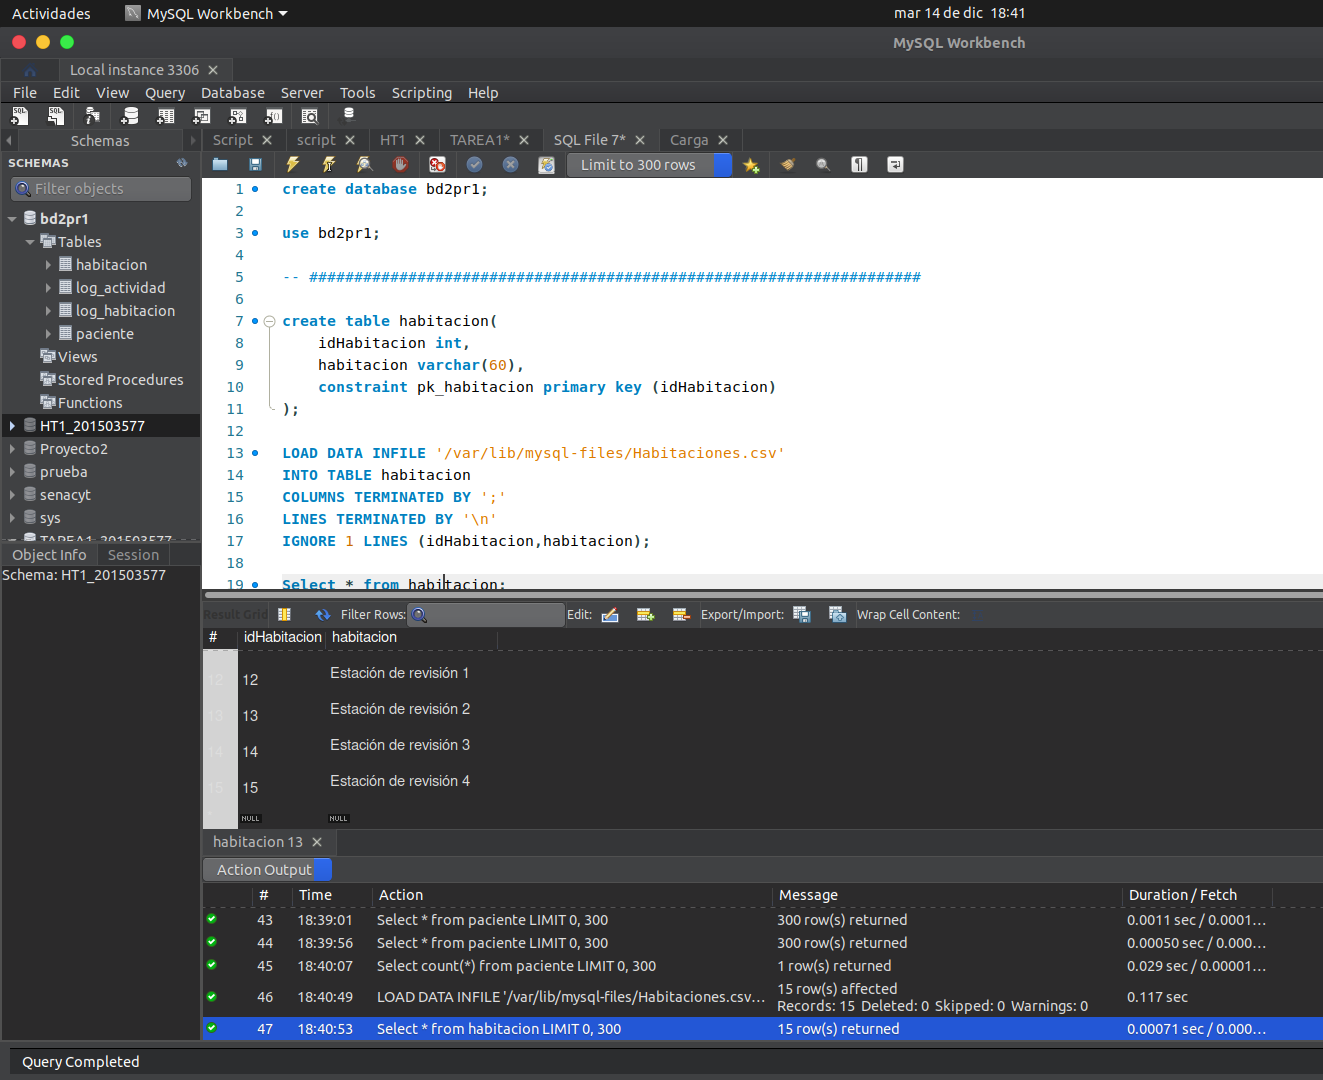 Actividades MySQL Workbench mar 14 de dic 18:41
MySQL Workbench
Local instance 3306
File Edit View Query Database Server Tools Scripting Help
Schemas Script script HT1 TAREA1* SQL File 7* Carga
SCHEMAS Limit to 300 rows
Filter objects
bd2pr1
Tables
habitacion
log_actividad
log_habitacion
paciente
Views
Stored Procedures
Functions
HT1_201503577
Proyecto2
prueba
senacyt
sys
TAREA1_201503577
Object Info Session
Schema: HT1_201503577
1 create database bd2pr1;
2
3 use bd2pr1;
4
5 -- ####################################################################
6
7 create table habitacion(
8 idHabitacion int,
9 habitacion varchar(60),
10 constraint pk_habitacion primary key (idHabitacion)
11 );
12
13 LOAD DATA INFILE '/var/lib/mysql-files/Habitaciones.csv'
14 INTO TABLE habitacion
15 COLUMNS TERMINATED BY ';'
16 LINES TERMINATED BY '\n'
17 IGNORE 1 LINES (idHabitacion,habitacion);
18
19 Select * from habitacion;
Result Grid Filter Rows: Edit: Export/Import: Wrap Cell Content:
# idHabitacion habitacion
12 12 Estación de revisión 1
13 13 Estación de revisión 2
14 14 Estación de revisión 3
15 15 Estación de revisión 4
NULL NULL
habitacion 13
Action Output
# Time Action Message Duration / Fetch
43 18:39:01 Select * from paciente LIMIT 0, 300 300 row(s) returned 0.0011 sec / 0.0001...
44 18:39:56 Select * from paciente LIMIT 0, 300 300 row(s) returned 0.00050 sec / 0.000...
45 18:40:07 Select count(*) from paciente LIMIT 0, 300 1 row(s) returned 0.029 sec / 0.00001...
46 18:40:49 LOAD DATA INFILE '/var/lib/mysql-files/Habitaciones.csv... 15 row(s) affected
Records: 15 Deleted: 0 Skipped: 0 Warnings: 0 0.117 sec
47 18:40:53 Select * from habitacion LIMIT 0, 300 15 row(s) returned 0.00071 sec / 0.000...
Query Completed